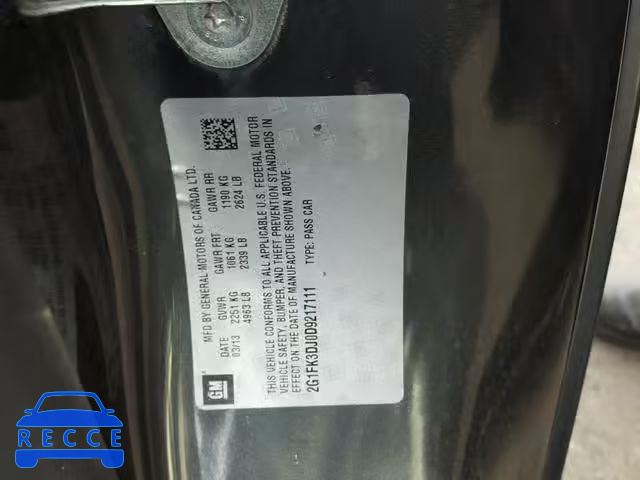 MFD BY GENERAL MOTORS OF CANADA LTD.
DATE GVWR GAWR FRT GAWR RR
03/13 2251 KG 1061 KG 1190 KG
4963 LB 2339 LB 2624 LB
THIS VEHICLE CONFORMS TO ALL APPLICABLE U.S. FEDERAL MOTOR
VEHICLE SAFETY, BUMPER, AND THEFT PREVENTION STANDARDS IN
EFFECT ON THE DATE OF MANUFACTURE SHOWN ABOVE.
2G1FK3DJ0D9217111 TYPE: PASS CAR
GM
RECCE